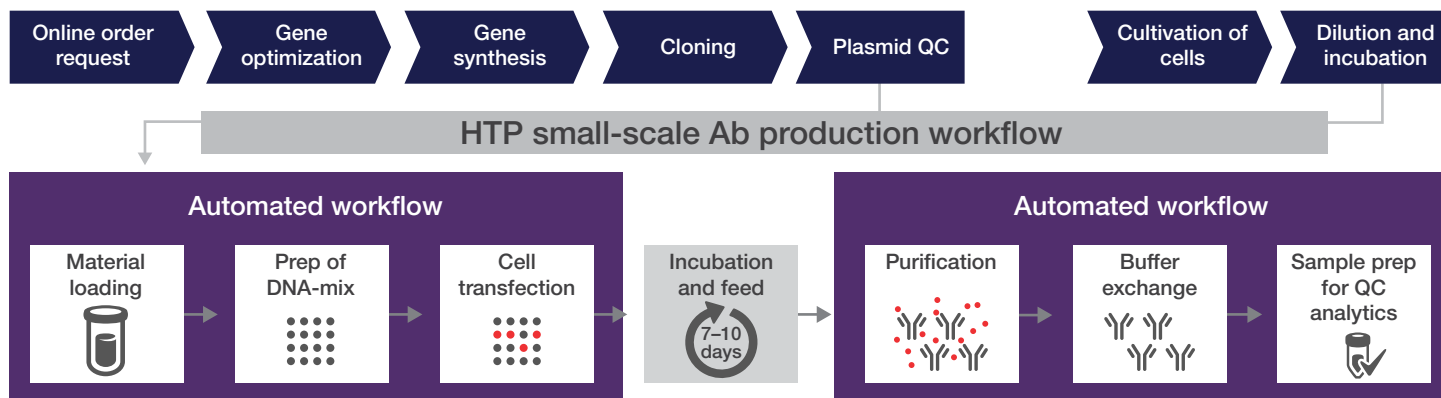 Online order
request
Gene
optimization
Gene
synthesis
Cloning
Plasmid QC
Cultivation of
cells
Dilution and
incubation
HTP small-scale Ab production workflow
Automated workflow
Material
loading
Prep of
DNA-mix
Cell
transfection
Incubation
and feed
7–10
days
Automated workflow
Purification
Buffer
exchange
Sample prep
for QC
analytics